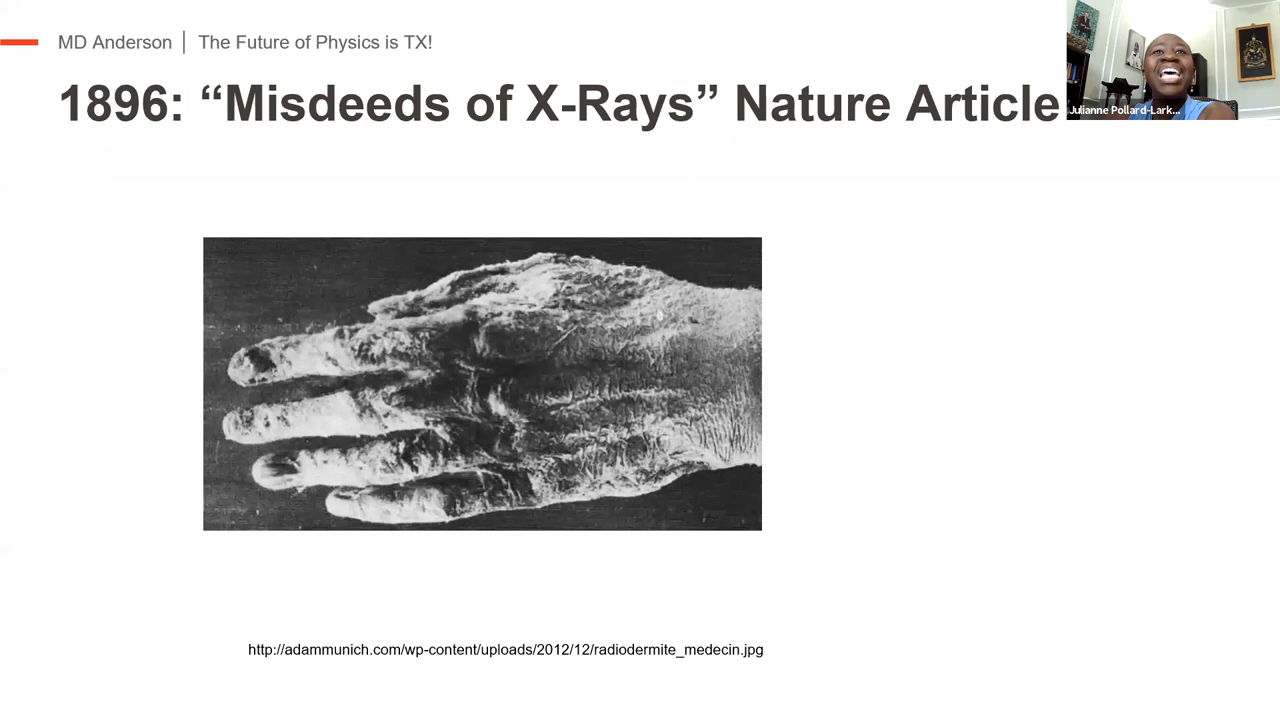 MD Anderson | The Future of Physics is TX!
1896: “Misdeeds of X-Rays” Nature Article
Julianne Pollard-Lark...
http://adammunich.com/wp-content/uploads/2012/12/radiodermite_medecin.jpg